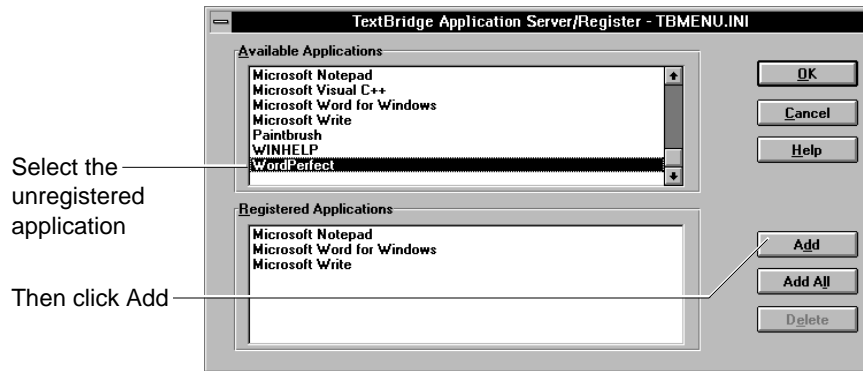 TextBridge Application Server/Register - TBMENU.INI
Available Applications
Microsoft Notepad
Microsoft Visual C++
Microsoft Word for Windows
Microsoft Write
Paintbrush
WINHELP
WordPerfect
OK
Cancel
Help
Select the
unregistered
application
Registered Applications
Microsoft Notepad
Microsoft Word for Windows
Microsoft Write
Add
Add All
Delete
Then click Add